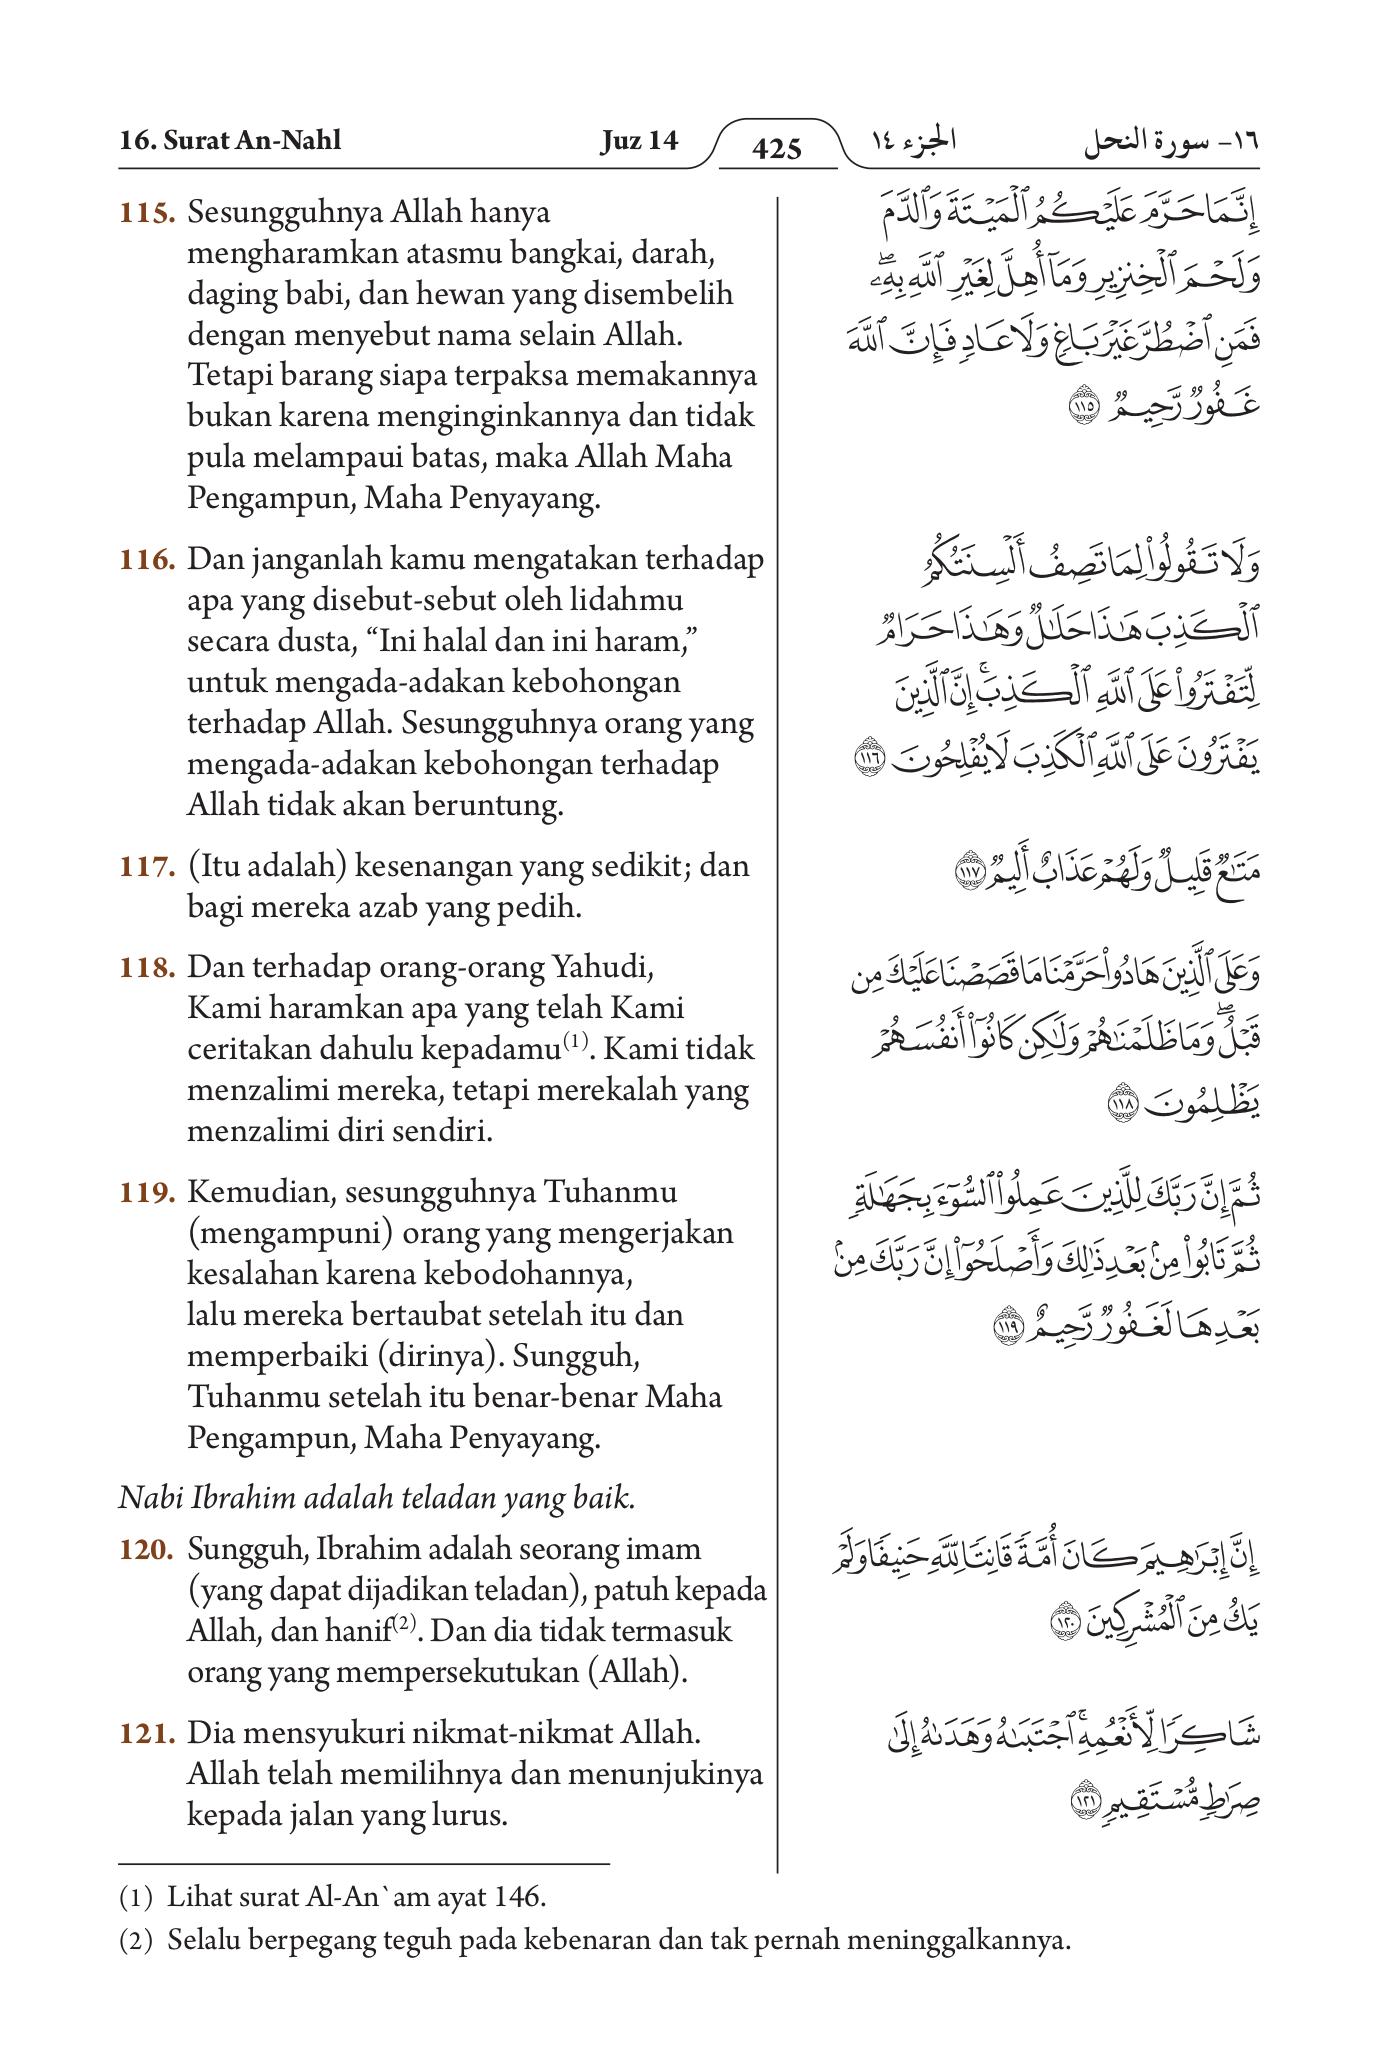 16. Surat An-Nahl
Juz 14
425
الجزء ١٤
١٦- سورة النحل
115. Sesungguhnya Allah hanya
mengharamkan atasmu bangkai, darah,
daging babi, dan hewan yang disembelih
dengan menyebut nama selain Allah.
Tetapi barang siapa terpaksa memakannya
bukan karena menginginkannya dan tidak
pula melampaui batas, maka Allah Maha
Pengampun, Maha Penyayang.
116. Dan janganlah kamu mengatakan terhadap
apa yang disebut-sebut oleh lidahmu
secara dusta, “Ini halal dan ini haram,”
untuk mengada-adakan kebohongan
terhadap Allah. Sesungguhnya orang yang
mengada-adakan kebohongan terhadap
Allah tidak akan beruntung.
117. (Itu adalah) kesenangan yang sedikit; dan
bagi mereka azab yang pedih.
118. Dan terhadap orang-orang Yahudi,
Kami haramkan apa yang telah Kami
ceritakan dahulu kepadamu(1). Kami tidak
menzalimi mereka, tetapi merekalah yang
menzalimi diri sendiri.
119. Kemudian, sesungguhnya Tuhanmu
(mengampuni) orang yang mengerjakan
kesalahan karena kebodohannya,
lalu mereka bertaubat setelah itu dan
memperbaiki (dirinya). Sungguh,
Tuhanmu setelah itu benar-benar Maha
Pengampun, Maha Penyayang.
Nabi Ibrahim adalah teladan yang baik.
120. Sungguh, Ibrahim adalah seorang imam
(yang dapat dijadikan teladan), patuh kepada
Allah, dan hanif(2). Dan dia tidak termasuk
orang yang mempersekutukan (Allah).
121. Dia mensyukuri nikmat-nikmat Allah.
Allah telah memilihnya dan menunjukinya
kepada jalan yang lurus.
إِنَّمَا حَرَّمَ عَلَيْكُمُ ٱلْمَيْتَةَ وَٱلدَّمَ
وَلَحْمَ ٱلْخِنزِيرِ وَمَآ أُهِلَّ لِغَيْرِ ٱللَّهِ بِهِۦۖ
فَمَنِ ٱضْطُرَّ غَيْرَ بَاغٍ وَلَا عَادٍ فَإِنَّ ٱللَّهَ
غَفُورٌ رَّحِيمٌ ١١٥
وَلَا تَقُولُوا۟ لِمَا تَصِفُ أَلْسِنَتُكُمُ
ٱلْكَذِبَ هَٰذَا حَلَٰلٌ وَهَٰذَا حَرَامٌ
لِّتَفْتَرُوا۟ عَلَى ٱللَّهِ ٱلْكَذِبَۚ إِنَّ ٱلَّذِينَ
يَفْتَرُونَ عَلَى ٱللَّهِ ٱلْكَذِبَ لَا يُفْلِحُونَ ١١٦
مَتَٰعٌ قَلِيلٌ وَلَهُمْ عَذَابٌ أَلِيمٌ ١١٧
وَعَلَى ٱلَّذِينَ هَادُوا۟ حَرَّمْنَا مَا قَصَصْنَا عَلَيْكَ مِن
قَبْلُۖ وَمَا ظَلَمْنَٰهُمْ وَلَٰكِن كَانُوٓا۟ أَنفُسَهُمْ
يَظْلِمُونَ ١١٨
ثُمَّ إِنَّ رَبَّكَ لِلَّذِينَ عَمِلُوا۟ ٱلسُّوٓءَ بِجَهَٰلَةٍ
ثُمَّ تَابُوا۟ مِنۢ بَعْدِ ذَٰلِكَ وَأَصْلَحُوٓا۟ إِنَّ رَبَّكَ مِنۢ
بَعْدِهَا لَغَفُورٌ رَّحِيمٌ ١١٩
إِنَّ إِبْرَٰهِيمَ كَانَ أُمَّةً قَانِتًا لِّلَّهِ حَنِيفًا وَلَمْ
يَكُ مِنَ ٱلْمُشْرِكِينَ ١٢٠
شَاكِرًا لِّأَنْعُمِهِۚ ٱجْتَبَىٰهُ وَهَدَىٰهُ إِلَىٰ
صِرَٰطٍ مُّسْتَقِيمٍ ١٢١
(1) Lihat surat Al-An`am ayat 146.
(2) Selalu berpegang teguh pada kebenaran dan tak pernah meninggalkannya.